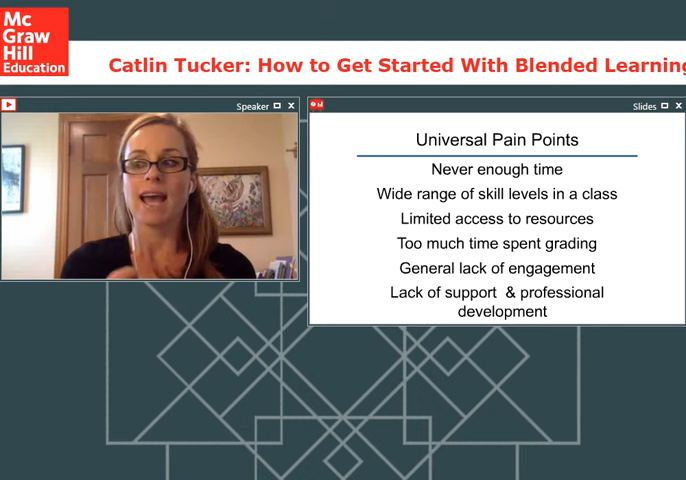 Mc
Graw
Hill
Education
Catlin Tucker: How to Get Started With Blended Learning
Speaker
Slides
Universal Pain Points
Never enough time
Wide range of skill levels in a class
Limited access to resources
Too much time spent grading
General lack of engagement
Lack of support & professional
development